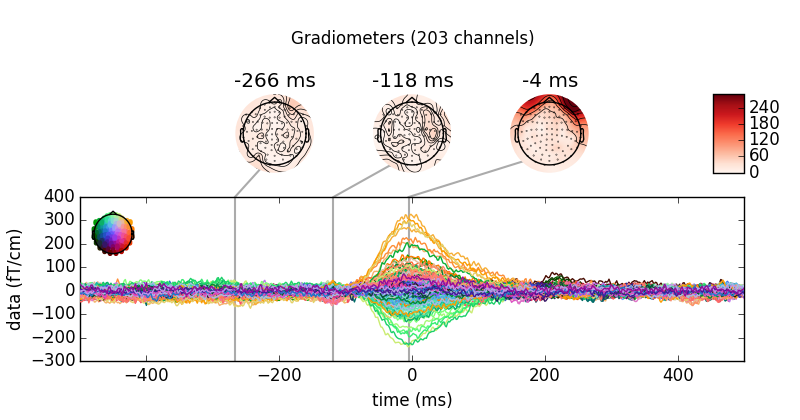 Gradiometers (203 channels)
-266 ms -118 ms -4 ms
240
180
120
60
0
400
300
200
100
0
−100
−200
−300
data (fT/cm)
−400 −200 0 200 400
time (ms)